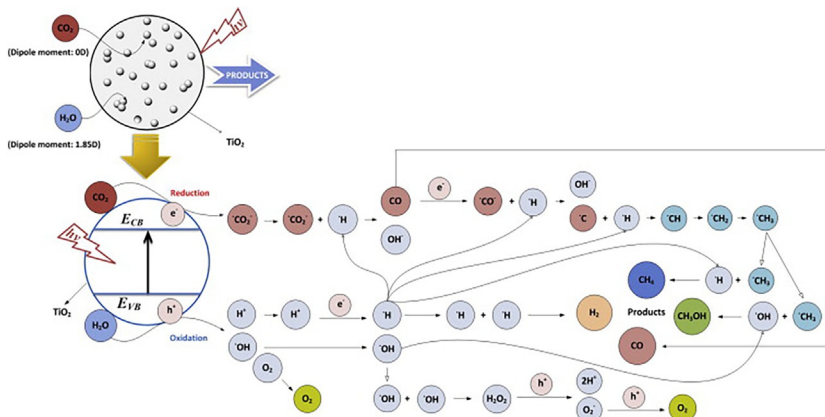 CO₂
hν
(Dipole moment: 0D)
PRODUCTS
H₂O
(Dipole moment: 1.85D)
TiO₂
CO₂
Reduction
e⁻
E_CB
hν
E_VB
TiO₂
H₂O
h⁺
Oxidation
˙CO₂⁻ ˙CO₂⁻ + ˙H
CO e⁻ ˙CO⁻ + ˙H OH⁻
OH⁻
˙C + ˙H ˙CH ˙CH₂ ˙CH₃
CH₄ ˙H + ˙CH₃
H⁺ H⁺ e⁻ ˙H ˙H + ˙H H₂
Products CH₃OH ˙OH + ˙CH₃
CO
˙OH ˙OH
O₂ O₂
˙OH + ˙OH H₂O₂ h⁺ 2H⁺
O₂⁻ h⁺ O₂